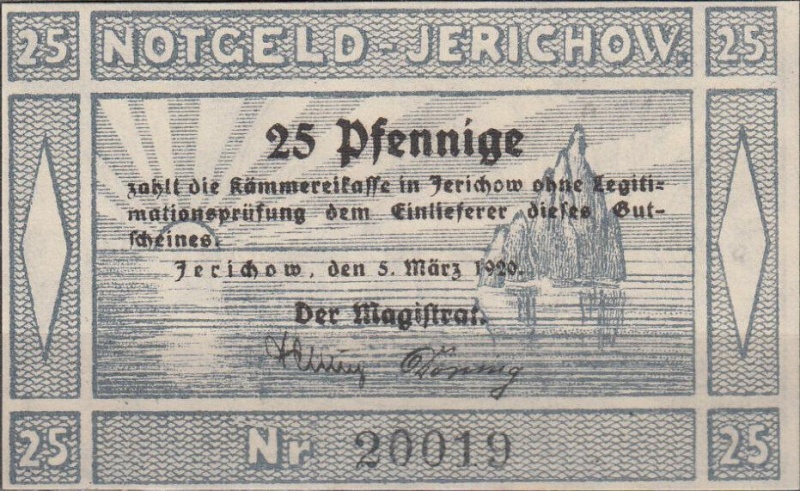 25 NOTGELD-JERICHOW. 25
25 Pfennige
zahlt die Kämmereikasse in Jerichow ohne Legiti-
mationsprüfung dem Einlieferer dieses Gut-
scheines.
Jerichow, den 5. März 1920.
Der Magistrat.
Döring
25 Nr 20019 25